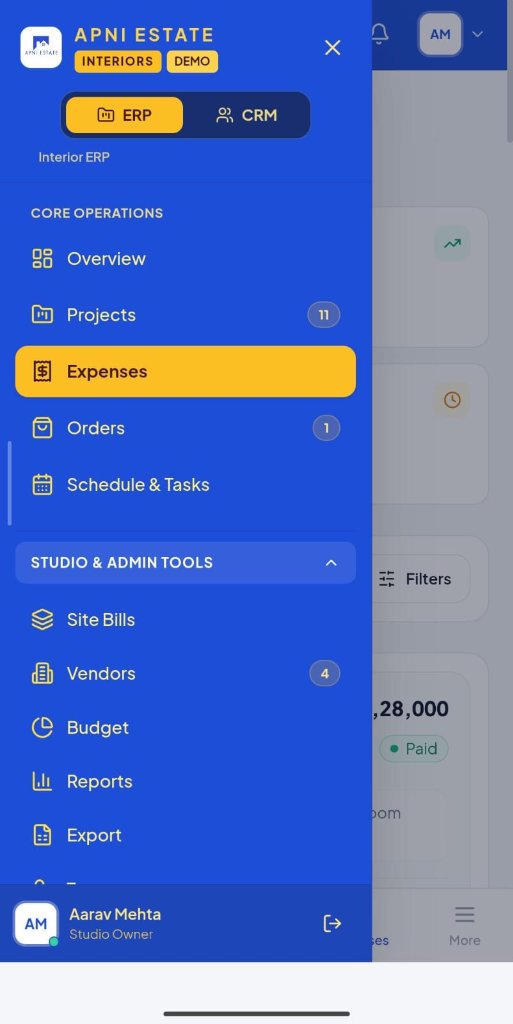 APNI ESTATE
INTERIORS DEMO
AM
ERP CRM
Interior ERP
CORE OPERATIONS
Overview
Projects 11
Expenses
Orders 1
Schedule & Tasks
STUDIO & ADMIN TOOLS
Filters
Site Bills
Vendors 4
,28,000
Budget
Paid
Reports
oom
Export
AM
Aarav Mehta
Studio Owner
ses
More